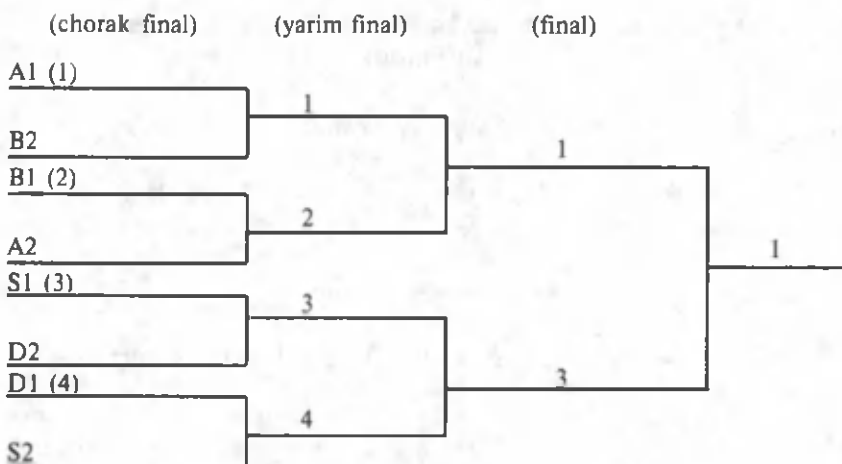 (chorak final) (yarim final) (final)
A1 (1)
1
B2
1
B1 (2)
2
A2
1
S1 (3)
3
D2
D1 (4)
3
4
S2